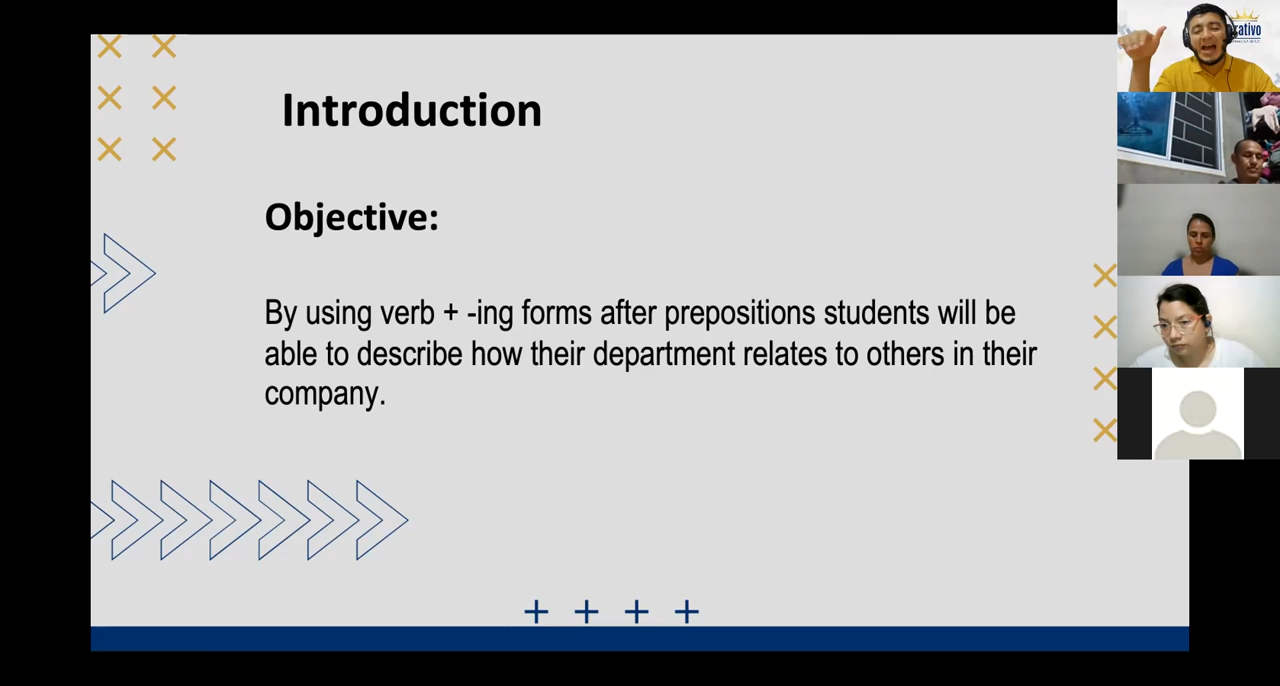 Introduction
Objective:
By using verb + -ing forms after prepositions students will be
able to describe how their department relates to others in their
company.